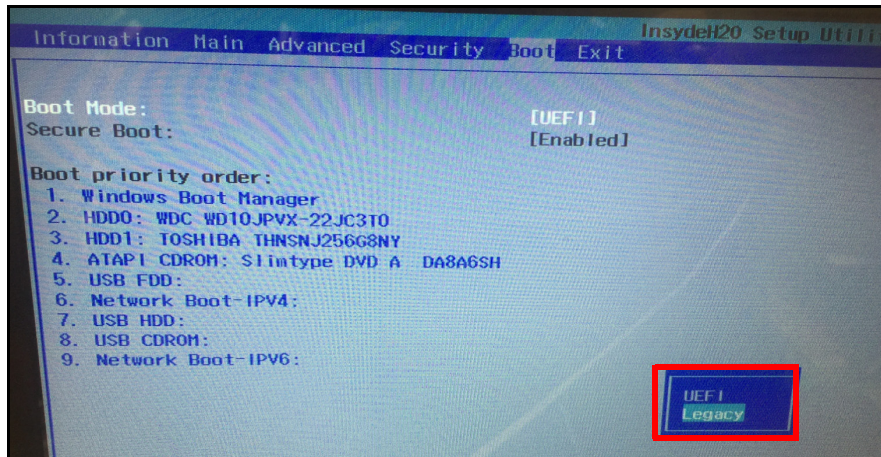 InsydeH20 Setup Utili
Information Main Advanced Security Boot Exit
Boot Mode: [UEFI]
Secure Boot: [Enabled]
Boot priority order:
1. Windows Boot Manager
2. HDD0: WDC WD10JPVX-22JC3T0
3. HDD1: TOSHIBA THNSNJ256G8NY
4. ATAPI CDROM: Slimtype DVD A DA8A6SH
5. USB FDD:
6. Network Boot-IPV4:
7. USB HDD:
8. USB CDROM:
9. Network Boot-IPV6:
UEFI
Legacy